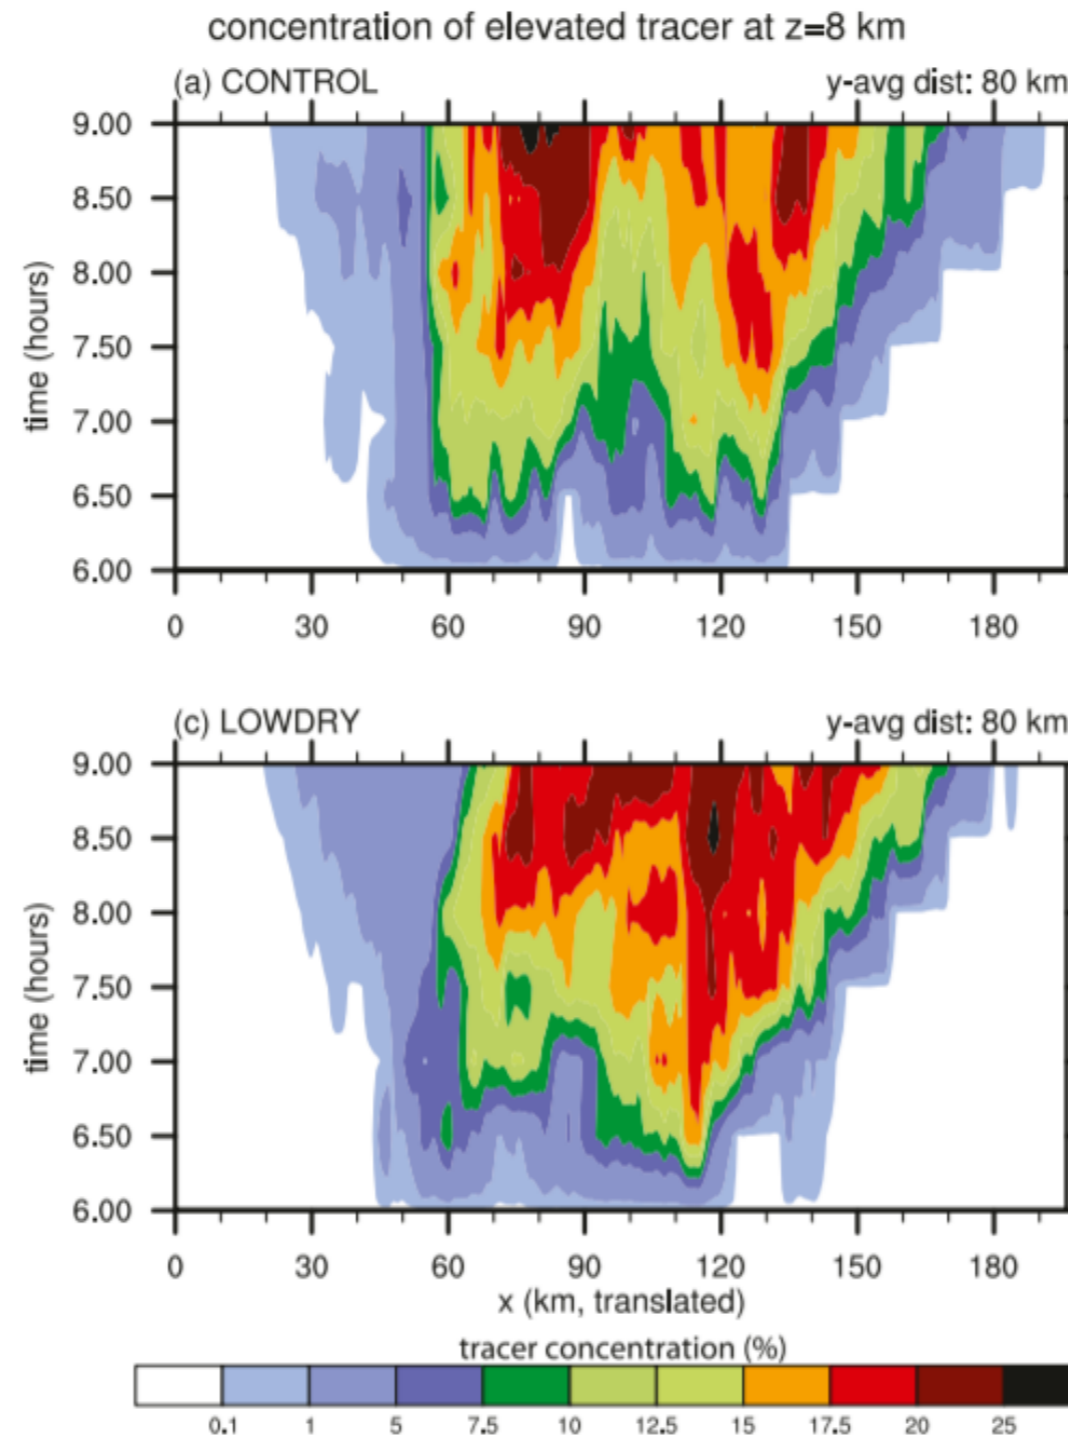 concentration of elevated tracer at z=8 km
(a) CONTROL y-avg dist: 80 km
9.00
8.50
8.00
7.50
7.00
6.50
6.00
time (hours)
0 30 60 90 120 150 180
(c) LOWDRY y-avg dist: 80 km
9.00
8.50
8.00
7.50
7.00
6.50
6.00
time (hours)
0 30 60 90 120 150 180
x (km, translated)
tracer concentration (%)
0.1 1 5 7.5 10 12.5 15 17.5 20 25